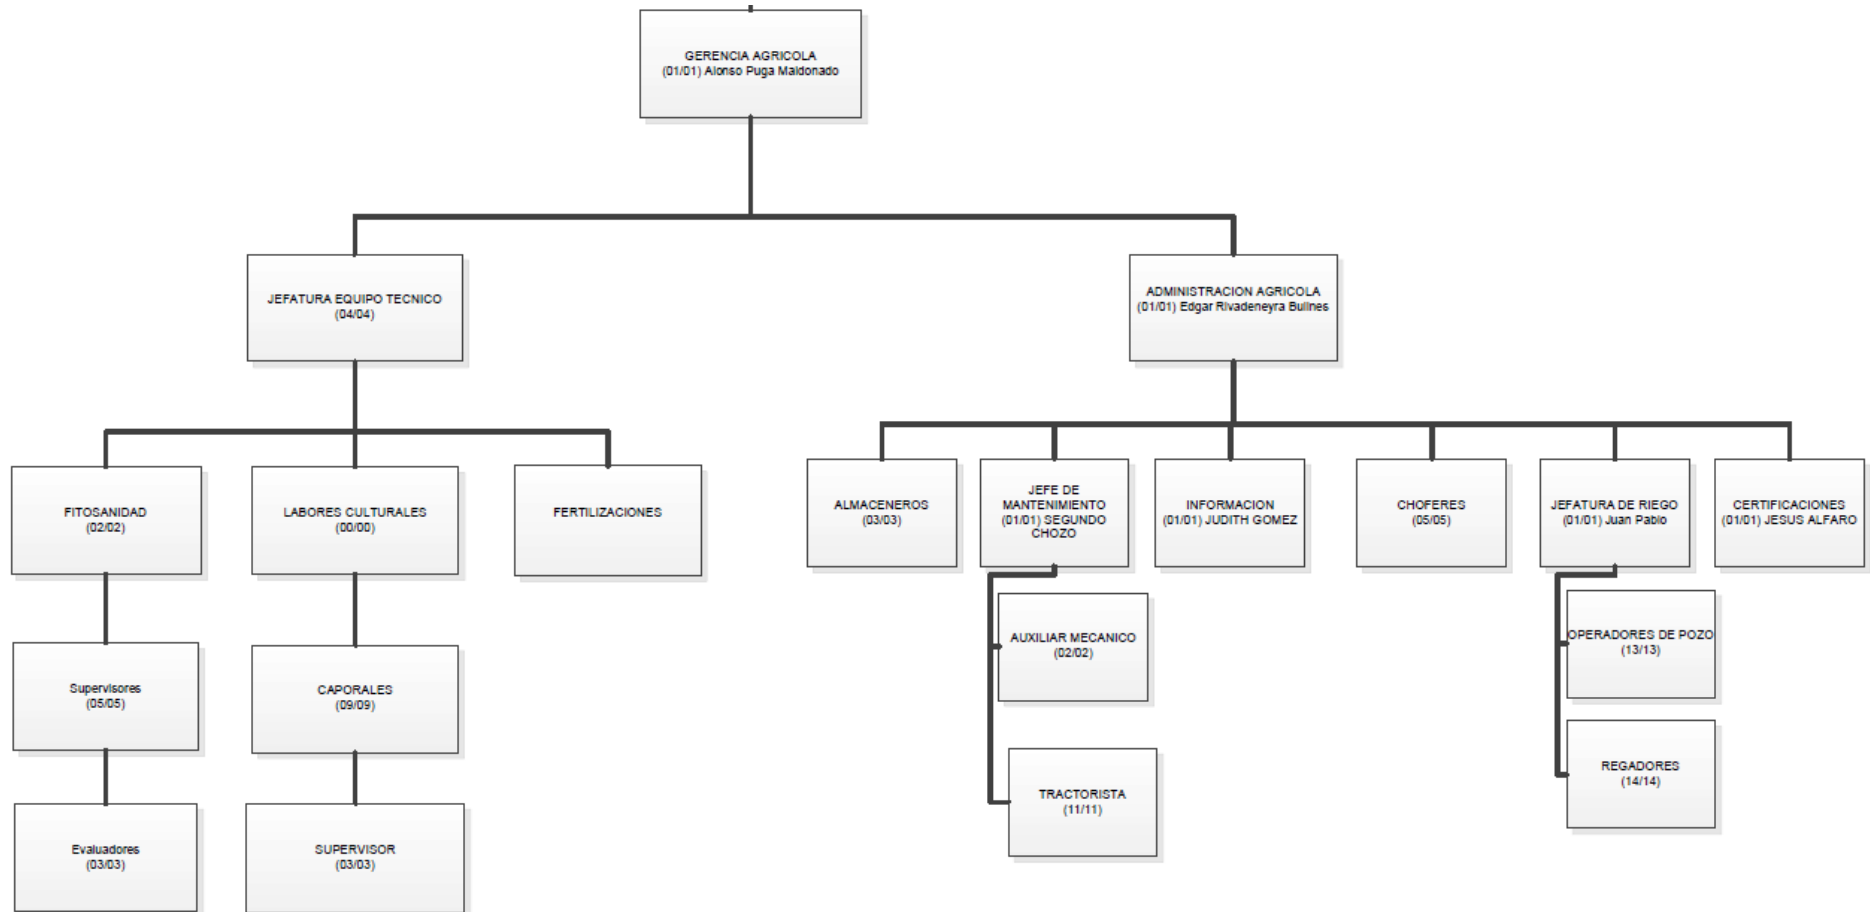 GERENCIA AGRICOLA
(01/01) Alonso Puga Maldonado
JEFATURA EQUIPO TECNICO
(04/04)
ADMINISTRACION AGRICOLA
(01/01) Edgar Rivadeneyra Bulines
FITOSANIDAD
(02/02)
LABORES CULTURALES
(00/00)
FERTILIZACIONES
ALMACENEROS
(03/03)
JEFE DE
MANTENIMIENTO
(01/01) SEGUNDO
CHOZO
INFORMACION
(01/01) JUDITH GOMEZ
CHOFERES
(05/05)
JEFATURA DE RIEGO
(01/01) Juan Pablo
CERTIFICACIONES
(01/01) JESUS ALFARO
Supervisores
(05/05)
CAPORALES
(09/09)
AUXILIAR MECANICO
(02/02)
OPERADORES DE POZO
(13/13)
Evaluadores
(03/03)
SUPERVISOR
(03/03)
TRACTORISTA
(11/11)
REGADORES
(14/14)